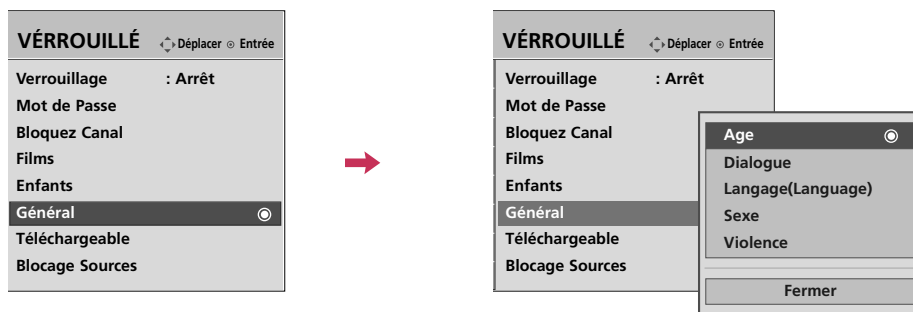 VÉRROUILLÉ Déplacer Entrée
Verrouillage : Arrêt
Mot de Passe
Bloquez Canal
Films
Enfants
Général
Téléchargeable
Blocage Sources
VÉRROUILLÉ Déplacer Entrée
Verrouillage : Arrêt
Mot de Passe
Bloquez Canal
Films
Enfants
Général
Téléchargeable
Blocage Sources
Age
Dialogue
Langage(Language)
Sexe
Violence
Fermer